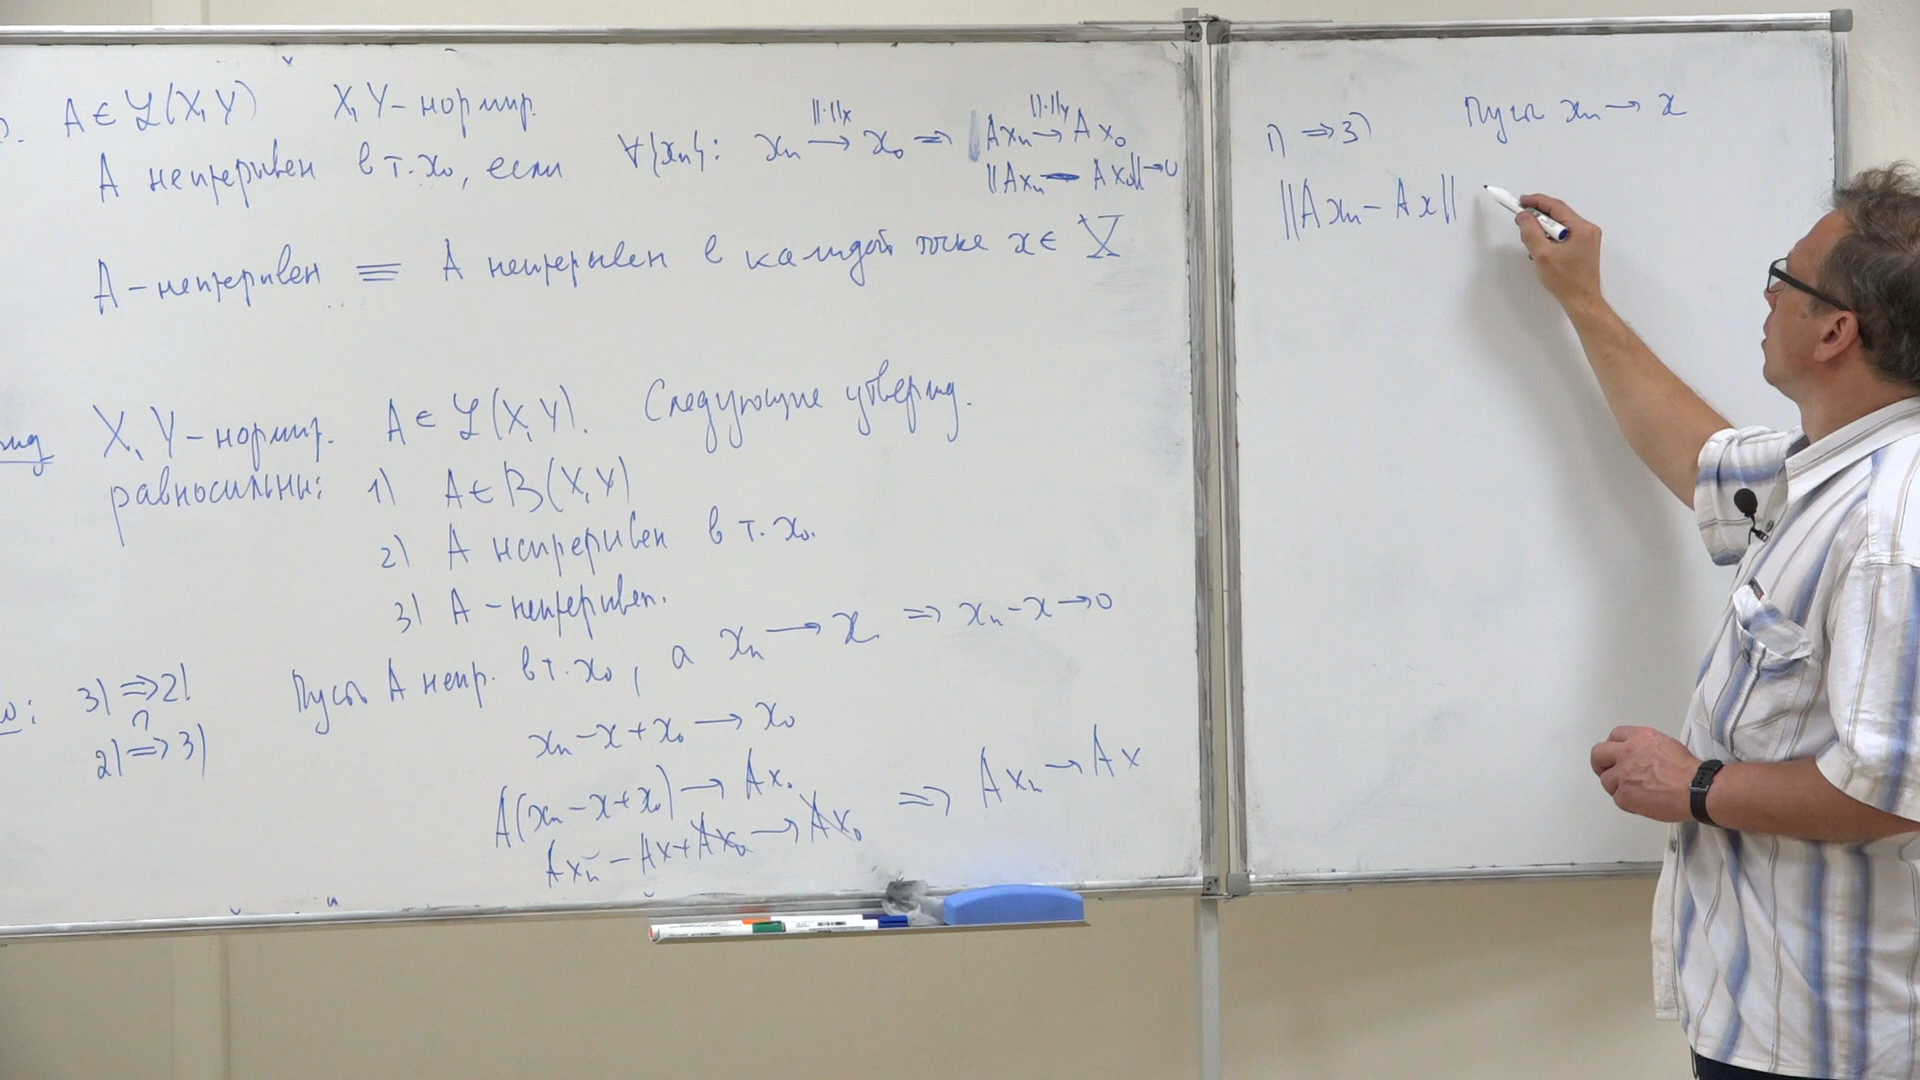 A ∈ ℒ(X, Y) X, Y – нормир.
A непрерывен в т. x₀, если ∀{xₙ}: xₙ →^{‖·‖_X} x₀ ⇒ Axₙ →^{‖·‖_Y} Ax₀
‖Axₙ − Ax₀‖→0
A – непрерывен ≡ A непрерывен в каждой точке x ∈ X
X, Y – нормир. A ∈ ℒ(X, Y). Следующие утвержд.
равносильны: 1) A ∈ B(X, Y)
2) A непрерывен в т. x₀.
3) A – непрерывен.
3) ⇒ 2) Пусть A непр. в т. x₀, а xₙ → x ⇒ xₙ − x → 0
?
2) ⇒ 3) xₙ − x + x₀ → x₀
A(xₙ − x + x₀) → Ax₀
Axₙ − Ax + Ax₀ → Ax₀ ⇒ Axₙ → Ax
1) ⇒ 3) Пусть xₙ → x
‖Axₙ − Ax‖